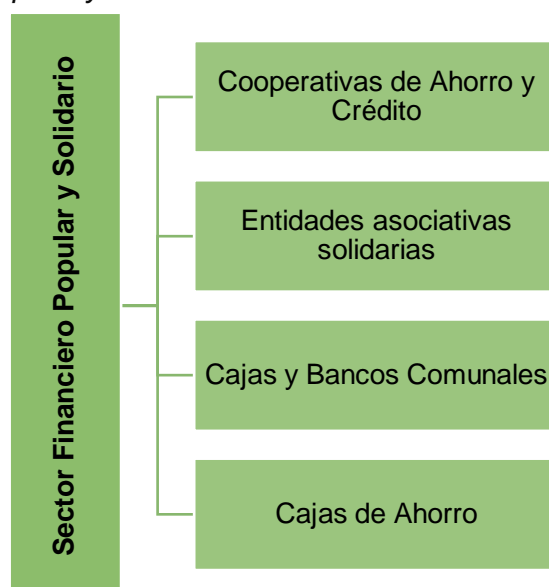 Sector Financiero Popular y Solidario
Cooperativas de Ahorro y
Crédito
Entidades asociativas
solidarias
Cajas y Bancos Comunales
Cajas de Ahorro